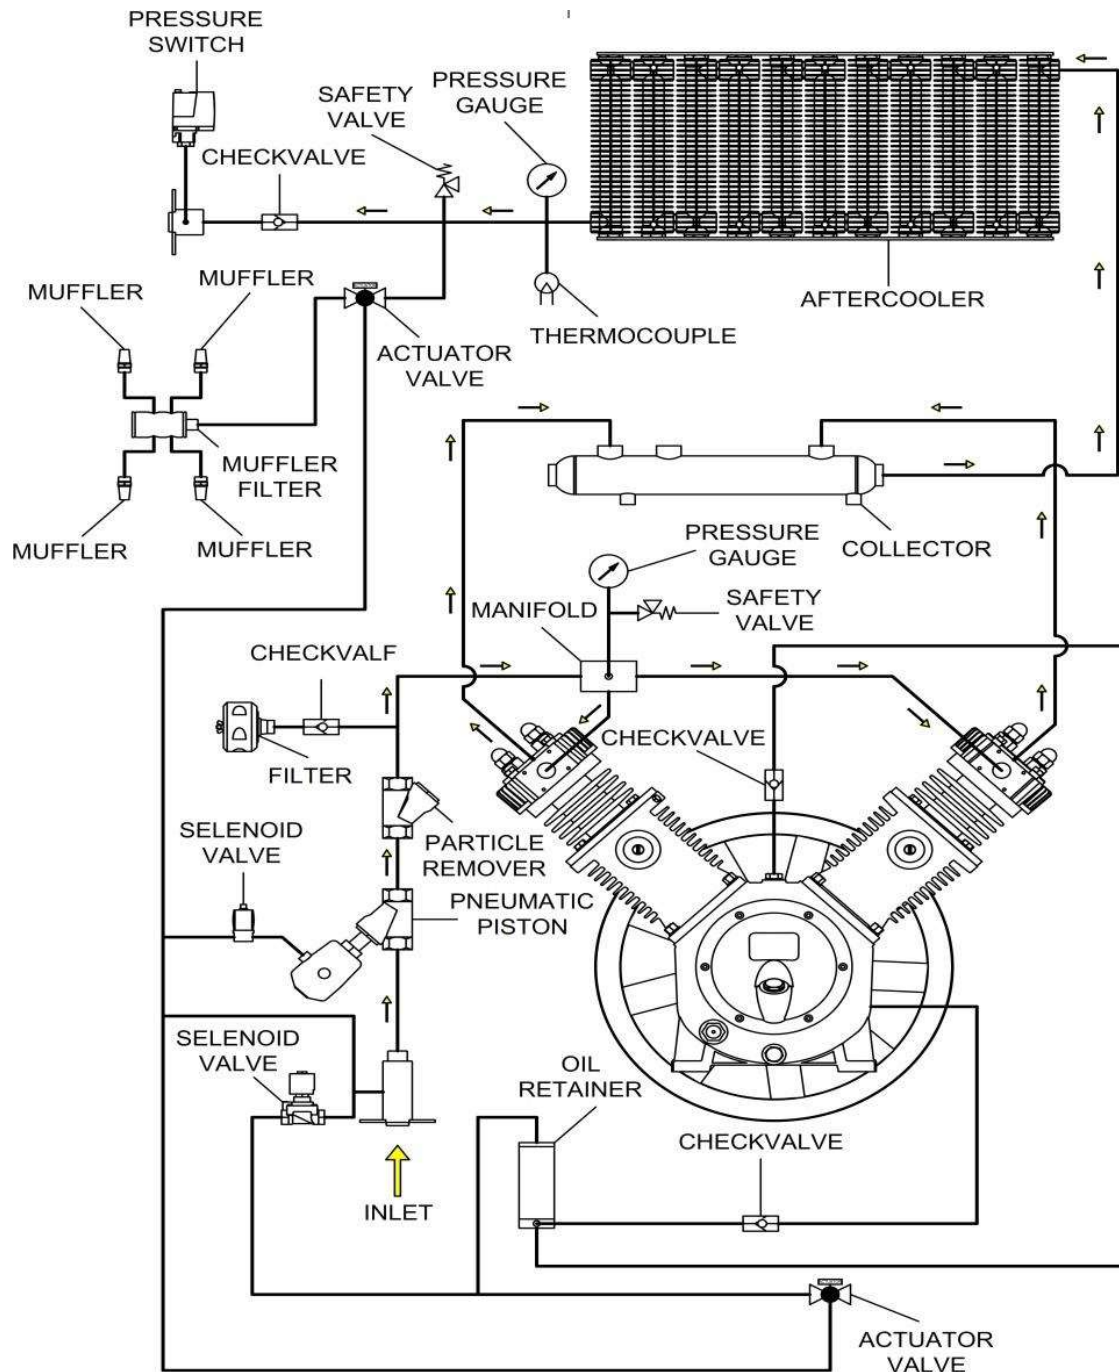 PRESSURE
SWITCH
SAFETY
VALVE
PRESSURE
GAUGE
CHECKVALVE
MUFFLER
MUFFLER
AFTERCOOLER
THERMOCOUPLE
ACTUATOR
VALVE
MUFFLER
FILTER
MUFFLER
MUFFLER
COLLECTOR
PRESSURE
GAUGE
MANIFOLD
SAFETY
VALVE
CHECKVALF
CHECKVALVE
FILTER
PARTICLE
REMOVER
SELENOID
VALVE
PNEUMATIC
PISTON
SELENOID
VALVE
OIL
RETAINER
CHECKVALVE
INLET
ACTUATOR
VALVE